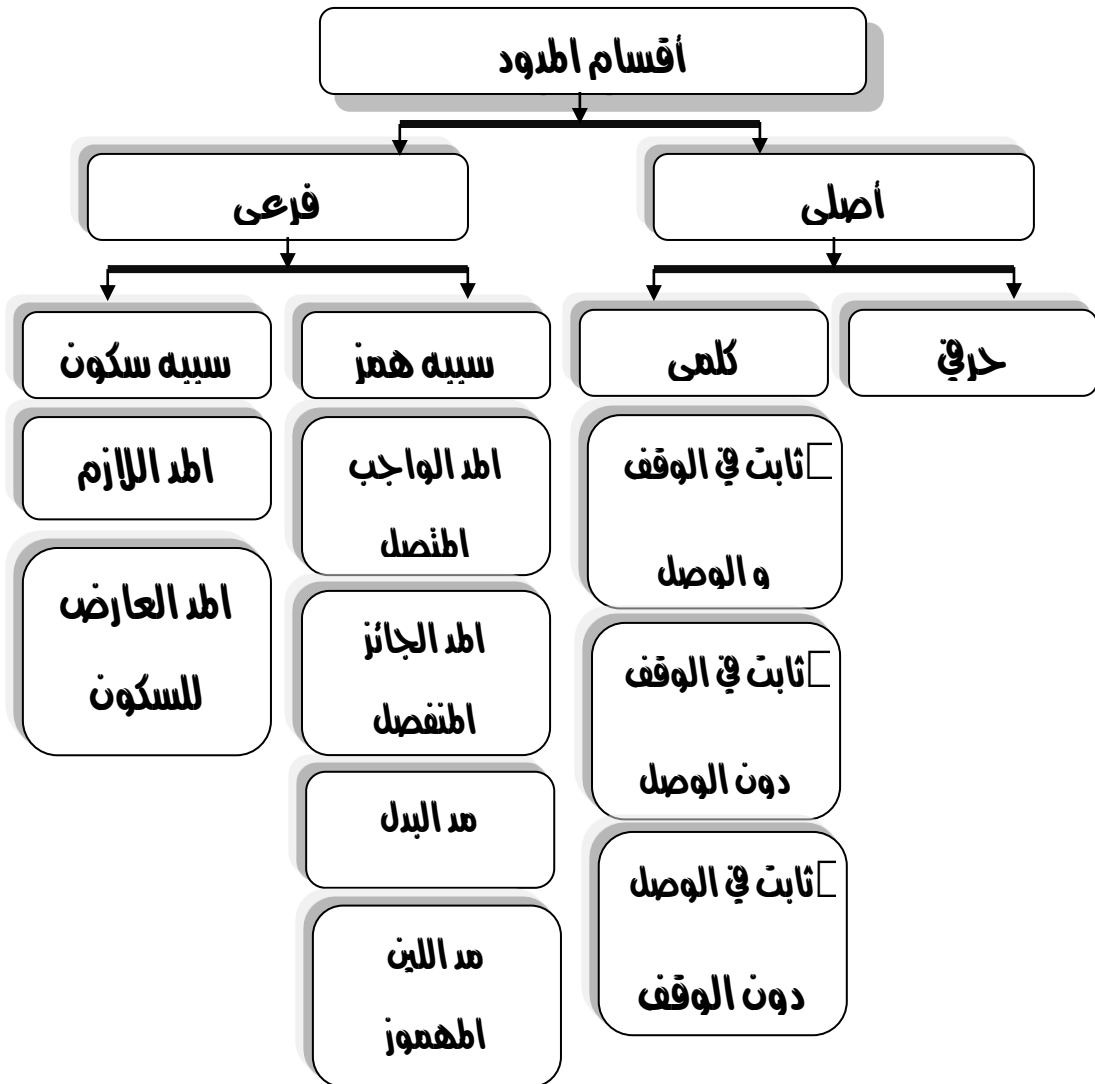 أقسام المدود
أصلى
فرعى
حرفي
كلمى
سببه همز
سببه سكون
ثابت في الوقف
و الوصل
ثابت في الوقف
دون الوصل
ثابت في الوصل
دون الوقف
المد الواجب
المتصل
المد الجائز
المنفصل
مد البدل
مد اللين
المهموز
المد اللازم
المد العارض
للسكون